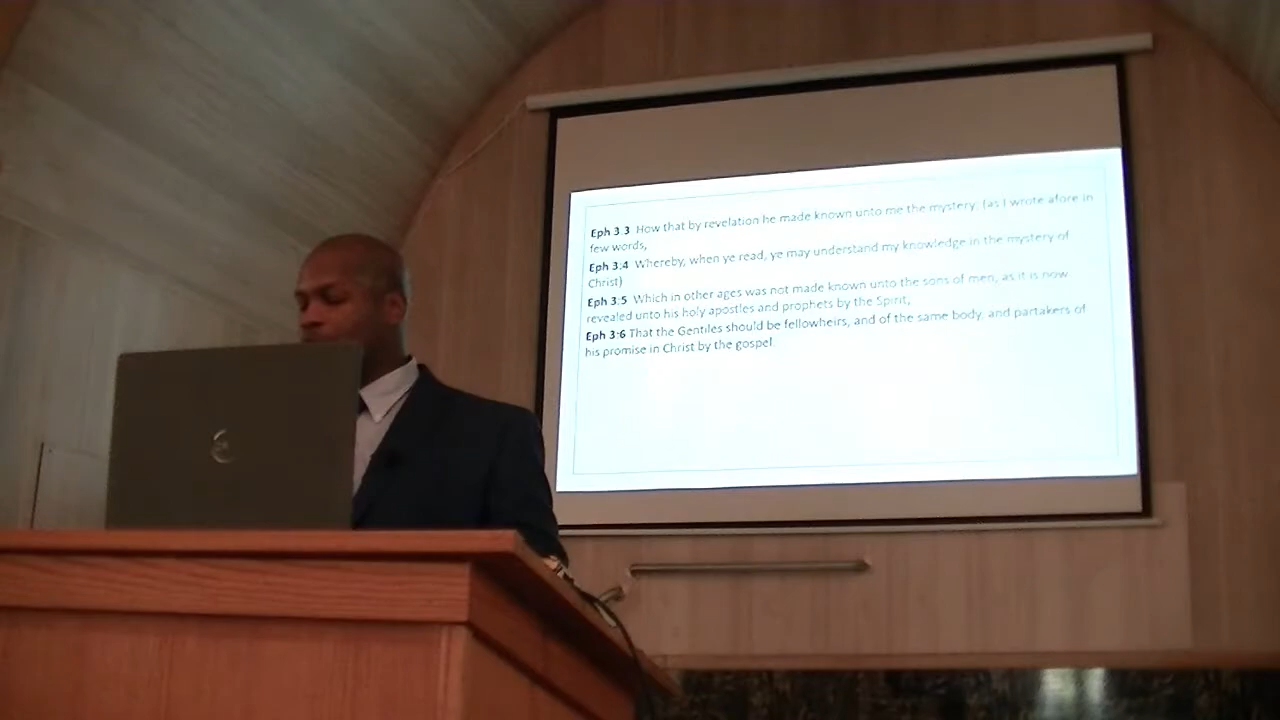 Eph 3:3 How that by revelation he made known unto me the mystery; (as I wrote afore in
few words,
Eph 3:4 Whereby, when ye read, ye may understand my knowledge in the mystery of
Christ)
Eph 3:5 Which in other ages was not made known unto the sons of men, as it is now
revealed unto his holy apostles and prophets by the Spirit;
Eph 3:6 That the Gentiles should be fellowheirs, and of the same body, and partakers of
his promise in Christ by the gospel